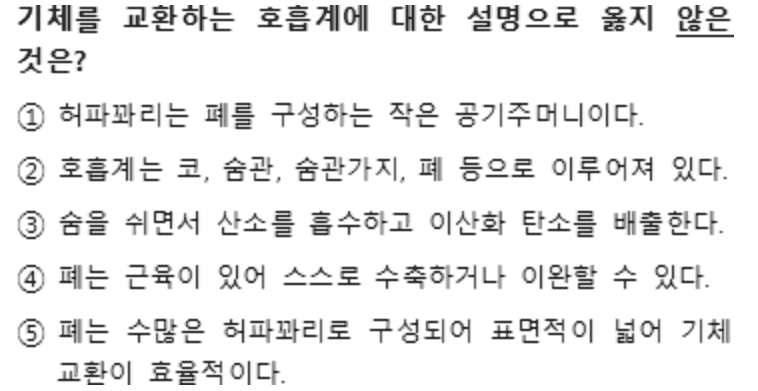 기체를 교환하는 호흡계에 대한 설명으로 옳지 않은
것은?
① 허파꽈리는 폐를 구성하는 작은 공기주머니이다.
② 호흡계는 코, 숨관, 숨관가지, 폐 등으로 이루어져 있다.
③ 숨을 쉬면서 산소를 흡수하고 이산화 탄소를 배출한다.
④ 폐는 근육이 있어 스스로 수축하거나 이완할 수 있다.
⑤ 폐는 수많은 허파꽈리로 구성되어 표면적이 넓어 기체
교환이 효율적이다.